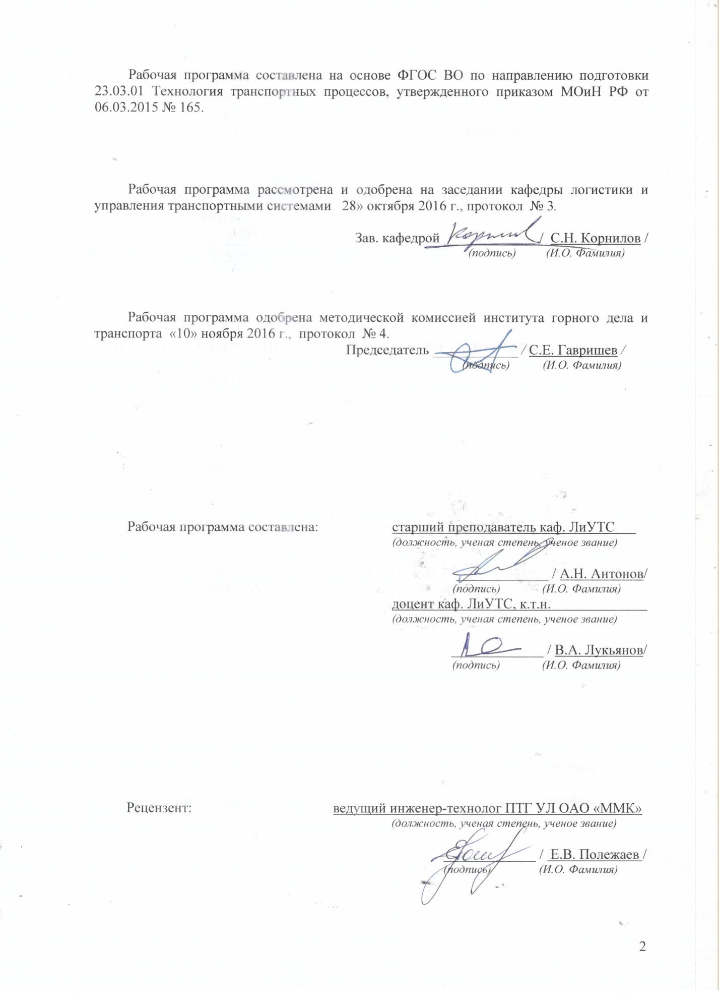 Рабочая программа составлена на основе ФГОС ВО по направлению подготовки
23.03.01 Технология транспортных процессов, утвержденного приказом МОиН РФ от
06.03.2015 № 165.
Рабочая программа рассмотрена и одобрена на заседании кафедры логистики и
управления транспортными системами 28» октября 2016 г., протокол № 3.
Зав. кафедрой / С.Н. Корнилов /
(подпись) (И.О. Фамилия)
Рабочая программа одобрена методической комиссией института горного дела и
транспорта «10» ноября 2016 г., протокол № 4.
Председатель / С.Е. Гавришев /
(подпись) (И.О. Фамилия)
Рабочая программа составлена: старший преподаватель каф. ЛиУТС
(должность, ученая степень, ученое звание)
/ А.Н. Антонов/
(подпись) (И.О. Фамилия)
доцент каф. ЛиУТС, к.т.н.
(должность, ученая степень, ученое звание)
/ В.А. Лукьянов/
(подпись) (И.О. Фамилия)
Рецензент: ведущий инженер-технолог ПТГ УЛ ОАО «ММК»
(должность, ученая степень, ученое звание)
/ Е.В. Полежаев /
(подпись) (И.О. Фамилия)
2